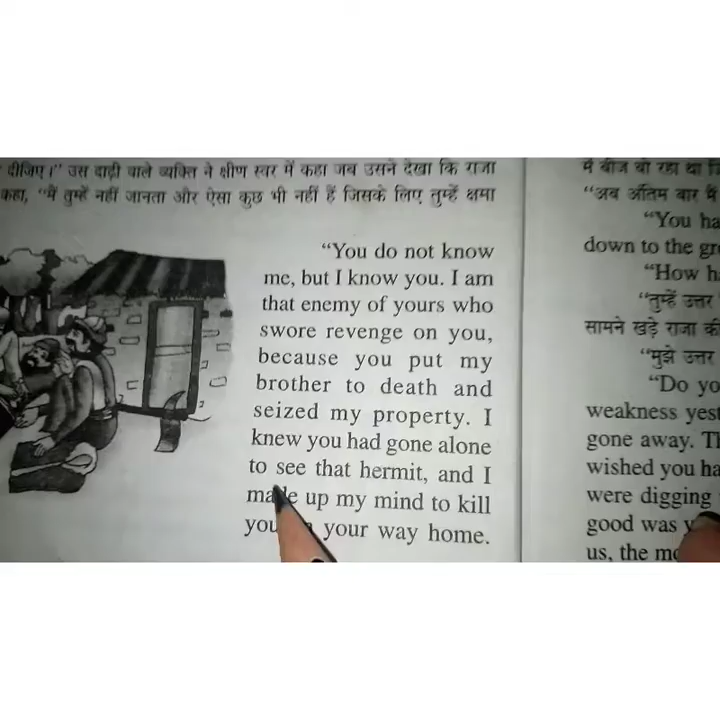 दीजिए।” उस दाढ़ी वाले व्यक्ति ने क्षीण स्वर में कहा जब उसने देखा कि राजा
कहा, “मैं तुम्हें नहीं जानता और ऐसा कुछ भी नहीं हैं जिसके लिए तुम्हें क्षमा
“You do not know
me, but I know you. I am
that enemy of yours who
swore revenge on you,
because you put my
brother to death and
seized my property. I
knew you had gone alone
to see that hermit, and I
made up my mind to kill
you your way home.
में बीज बो रहा था
“अब अंतिम बार मैं
“You ha
down to the gr
“How h
“तुम्हें उत्तर
सामने खड़े राजा की
“मुझे उत्तर
“Do yo
weakness yest
gone away. Th
wished you ha
were digging
good was
us, the mo